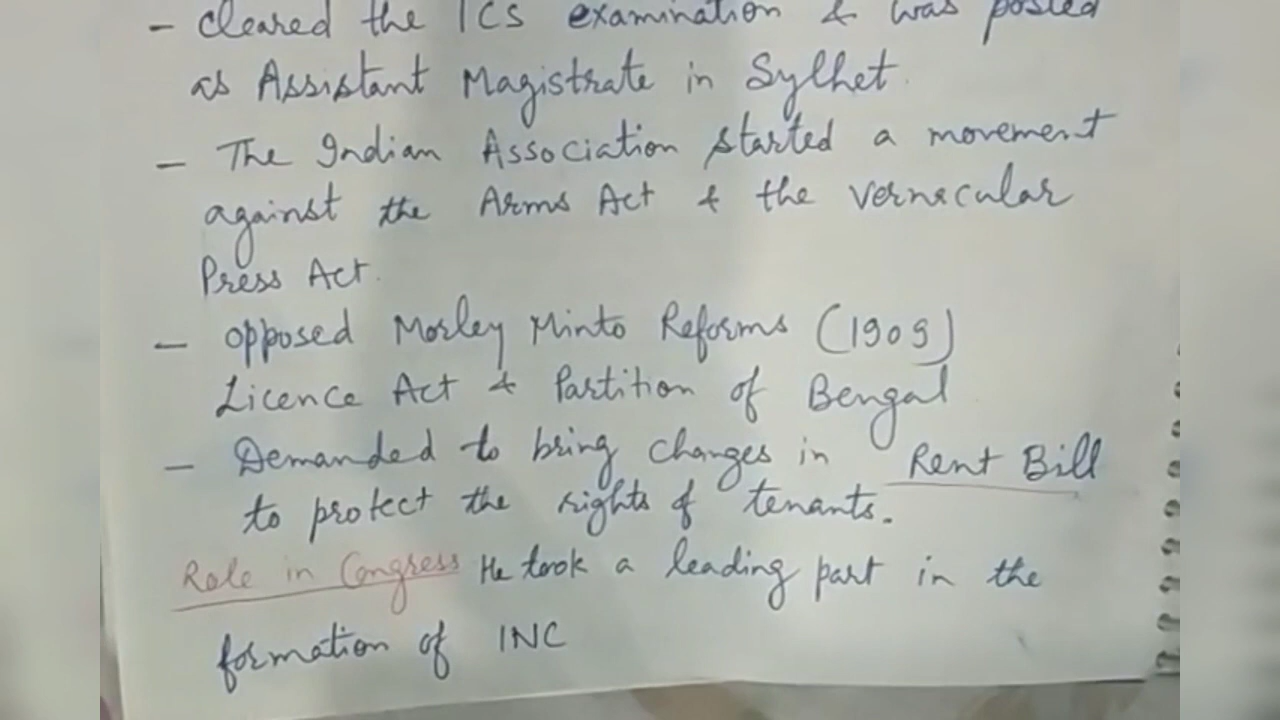 - cleared the ICS examination & was posted
as Assistant Magistrate in Sylhet.
- The Indian Association started a movement
against the Arms Act & the Vernacular
Press Act.
- opposed Morley Minto Reforms (1909)
Licence Act & Partition of Bengal
- Demanded to bring changes in Rent Bill
to protect the rights of tenants.
Role in Congress He took a leading part in the
formation of INC